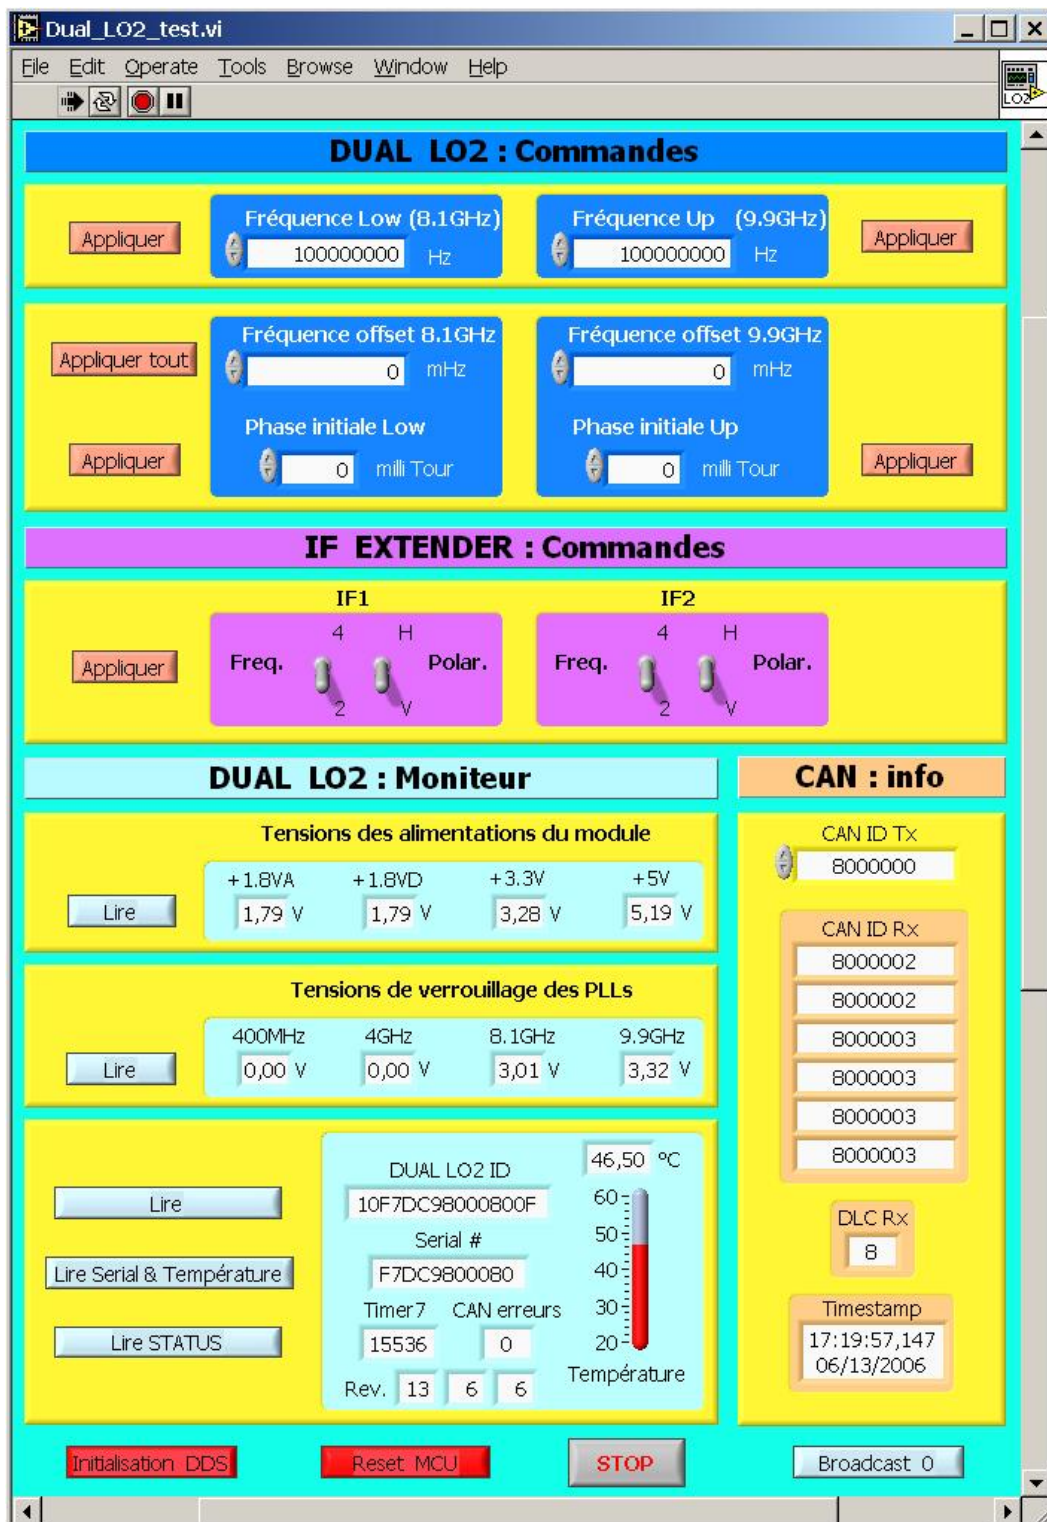 Dual_LO2_test.vi
File Edit Operate Tools Browse Window Help
LO2
DUAL LO2 : Commandes
Fréquence Low (8.1GHz) Fréquence Up (9.9GHz)
Appliquer 100000000 Hz 100000000 Hz Appliquer
Fréquence offset 8.1GHz Fréquence offset 9.9GHz
Appliquer tout 0 mHz 0 mHz
Phase initiale Low Phase initiale Up
Appliquer 0 milli Tour 0 milli Tour Appliquer
IF EXTENDER : Commandes
IF1 IF2
4 H 4 H
Appliquer Freq. Polar. Freq. Polar.
2 V 2 V
DUAL LO2 : Moniteur
Tensions des alimentations du module
+1.8VA +1.8VD +3.3V +5V
Lire 1,79 V 1,79 V 3,28 V 5,19 V
Tensions de verrouillage des PLLs
400MHz 4GHz 8.1GHz 9.9GHz
Lire 0,00 V 0,00 V 3,01 V 3,32 V
Lire
Lire Serial & Température
Lire STATUS
DUAL LO2 ID
10F7DC98000800F
Serial #
F7DC9800080
Timer7 CAN erreurs
15536 0
Rev. 13 6 6
46,50 °C
60
50
40
30
20
Température
CAN : info
CAN ID Tx
8000000
CAN ID Rx
8000002
8000002
8000003
8000003
8000003
8000003
DLC Rx
8
Timestamp
17:19:57,147
06/13/2006
Initialisation DDS Reset MCU STOP Broadcast 0